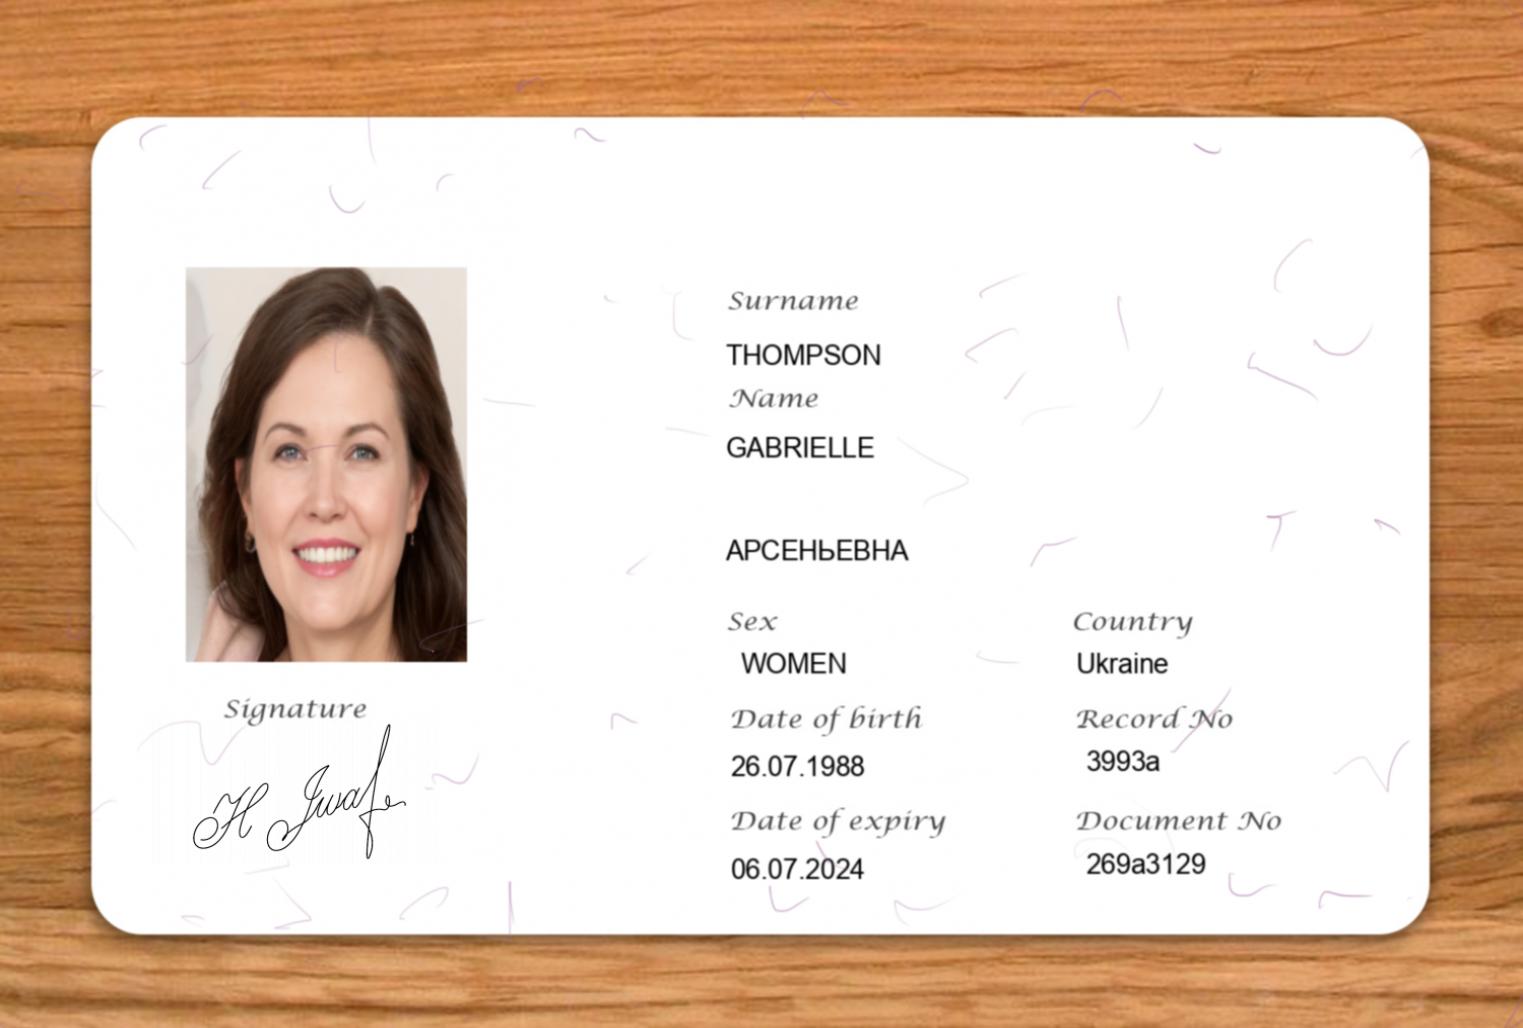 Surname
THOMPSON
Name
GABRIELLE
АРСЕНЬЕВНА
Sex
WOMEN
Country
Ukraine
Date of birth
26.07.1988
Record No
3993a
Date of expiry
06.07.2024
Document No
269a3129
Signature